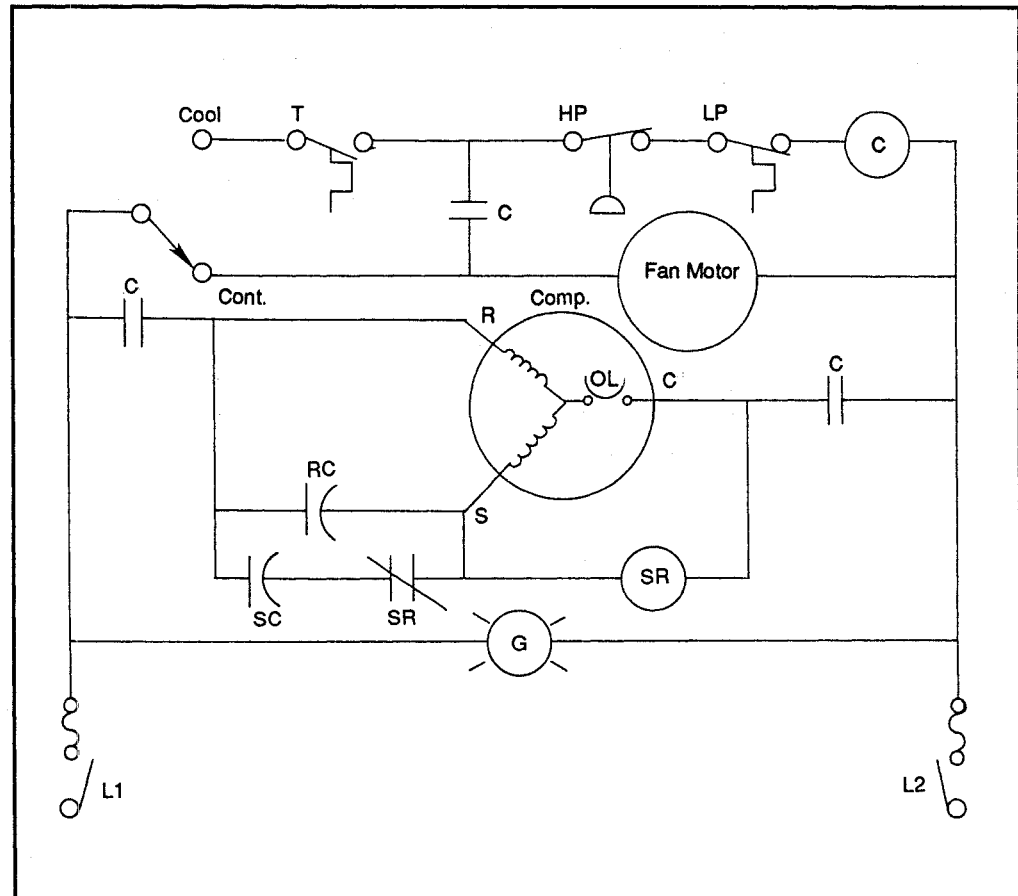 Cool T HP LP
C
C
Fan Motor
C Cont. Comp.
R
OL C C
RC
S
SC SR SR
G
L1 L2